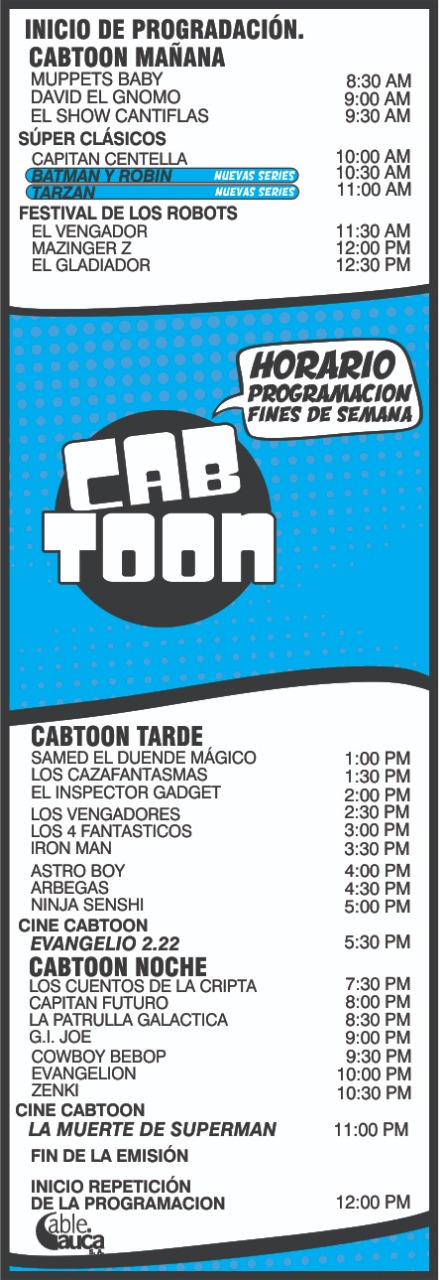 INICIO DE PROGRADACIÓN.
CABTOON MAÑANA
MUPPETS BABY 8:30 AM
DAVID EL GNOMO 9:00 AM
EL SHOW CANTIFLAS 9:30 AM
SÚPER CLÁSICOS
CAPITAN CENTELLA 10:00 AM
BATMAN Y ROBIN NUEVAS SERIES 10:30 AM
TARZAN NUEVAS SERIES 11:00 AM
FESTIVAL DE LOS ROBOTS
EL VENGADOR 11:30 AM
MAZINGER Z 12:00 PM
EL GLADIADOR 12:30 PM
HORARIO
PROGRAMACION
FINES DE SEMANA
CAB
TOON
CABTOON TARDE
SAMED EL DUENDE MÁGICO 1:00 PM
LOS CAZAFANTASMAS 1:30 PM
EL INSPECTOR GADGET 2:00 PM
LOS VENGADORES 2:30 PM
LOS 4 FANTASTICOS 3:00 PM
IRON MAN 3:30 PM
ASTRO BOY 4:00 PM
ARBEGAS 4:30 PM
NINJA SENSHI 5:00 PM
CINE CABTOON
EVANGELIO 2.22 5:30 PM
CABTOON NOCHE
LOS CUENTOS DE LA CRIPTA 7:30 PM
CAPITAN FUTURO 8:00 PM
LA PATRULLA GALACTICA 8:30 PM
G.I. JOE 9:00 PM
COWBOY BEBOP 9:30 PM
EVANGELION 10:00 PM
ZENKI 10:30 PM
CINE CABTOON
LA MUERTE DE SUPERMAN 11:00 PM
FIN DE LA EMISIÓN
INICIO REPETICIÓN
DE LA PROGRAMACION 12:00 PM
Cable
Cauca
S.A.